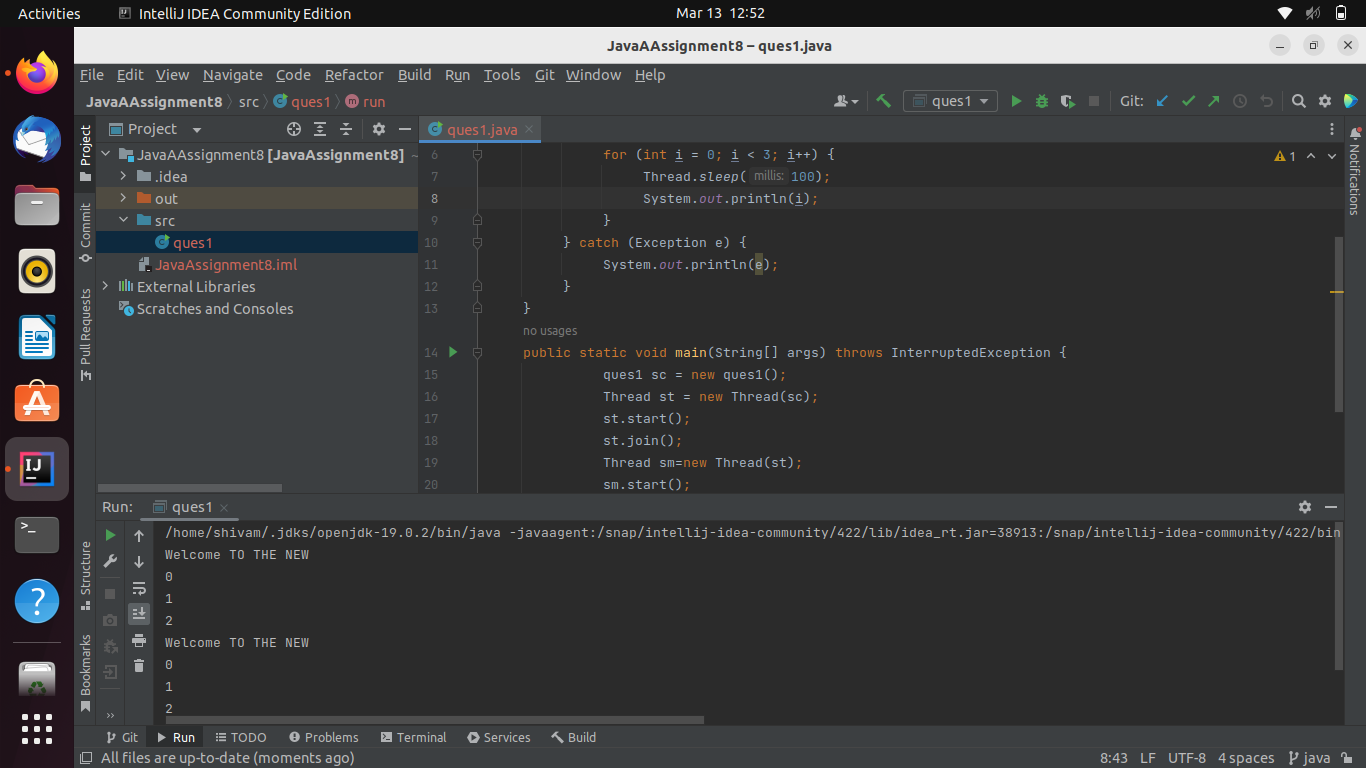 Activities IntelliJ IDEA Community Edition Mar 13 12:52
JavaAAssignment8 – ques1.java
File Edit View Navigate Code Refactor Build Run Tools Git Window Help
JavaAAssignment8 src ques1 run ques1 Git:
Project ques1.java
JavaAAssignment8 [JavaAssignment8]
.idea
out
src
ques1
JavaAssignment8.iml
External Libraries
Scratches and Consoles
6 for (int i = 0; i < 3; i++) {
7 Thread.sleep( millis: 100);
8 System.out.println(i);
9 }
10 } catch (Exception e) {
11 System.out.println(e);
12 }
13 }
no usages
14 public static void main(String[] args) throws InterruptedException {
15 ques1 sc = new ques1();
16 Thread st = new Thread(sc);
17 st.start();
18 st.join();
19 Thread sm=new Thread(st);
20 sm.start();
1
Project
Commit
Pull Requests
Structure
Bookmarks
Notifications
Run: ques1
/home/shivam/.jdks/openjdk-19.0.2/bin/java -javaagent:/snap/intellij-idea-community/422/lib/idea_rt.jar=38913:/snap/intellij-idea-community/422/bin
Welcome TO THE NEW
0
1
2
Welcome TO THE NEW
0
1
2
Git Run TODO Problems Terminal Services Build
All files are up-to-date (moments ago) 8:43 LF UTF-8 4 spaces java